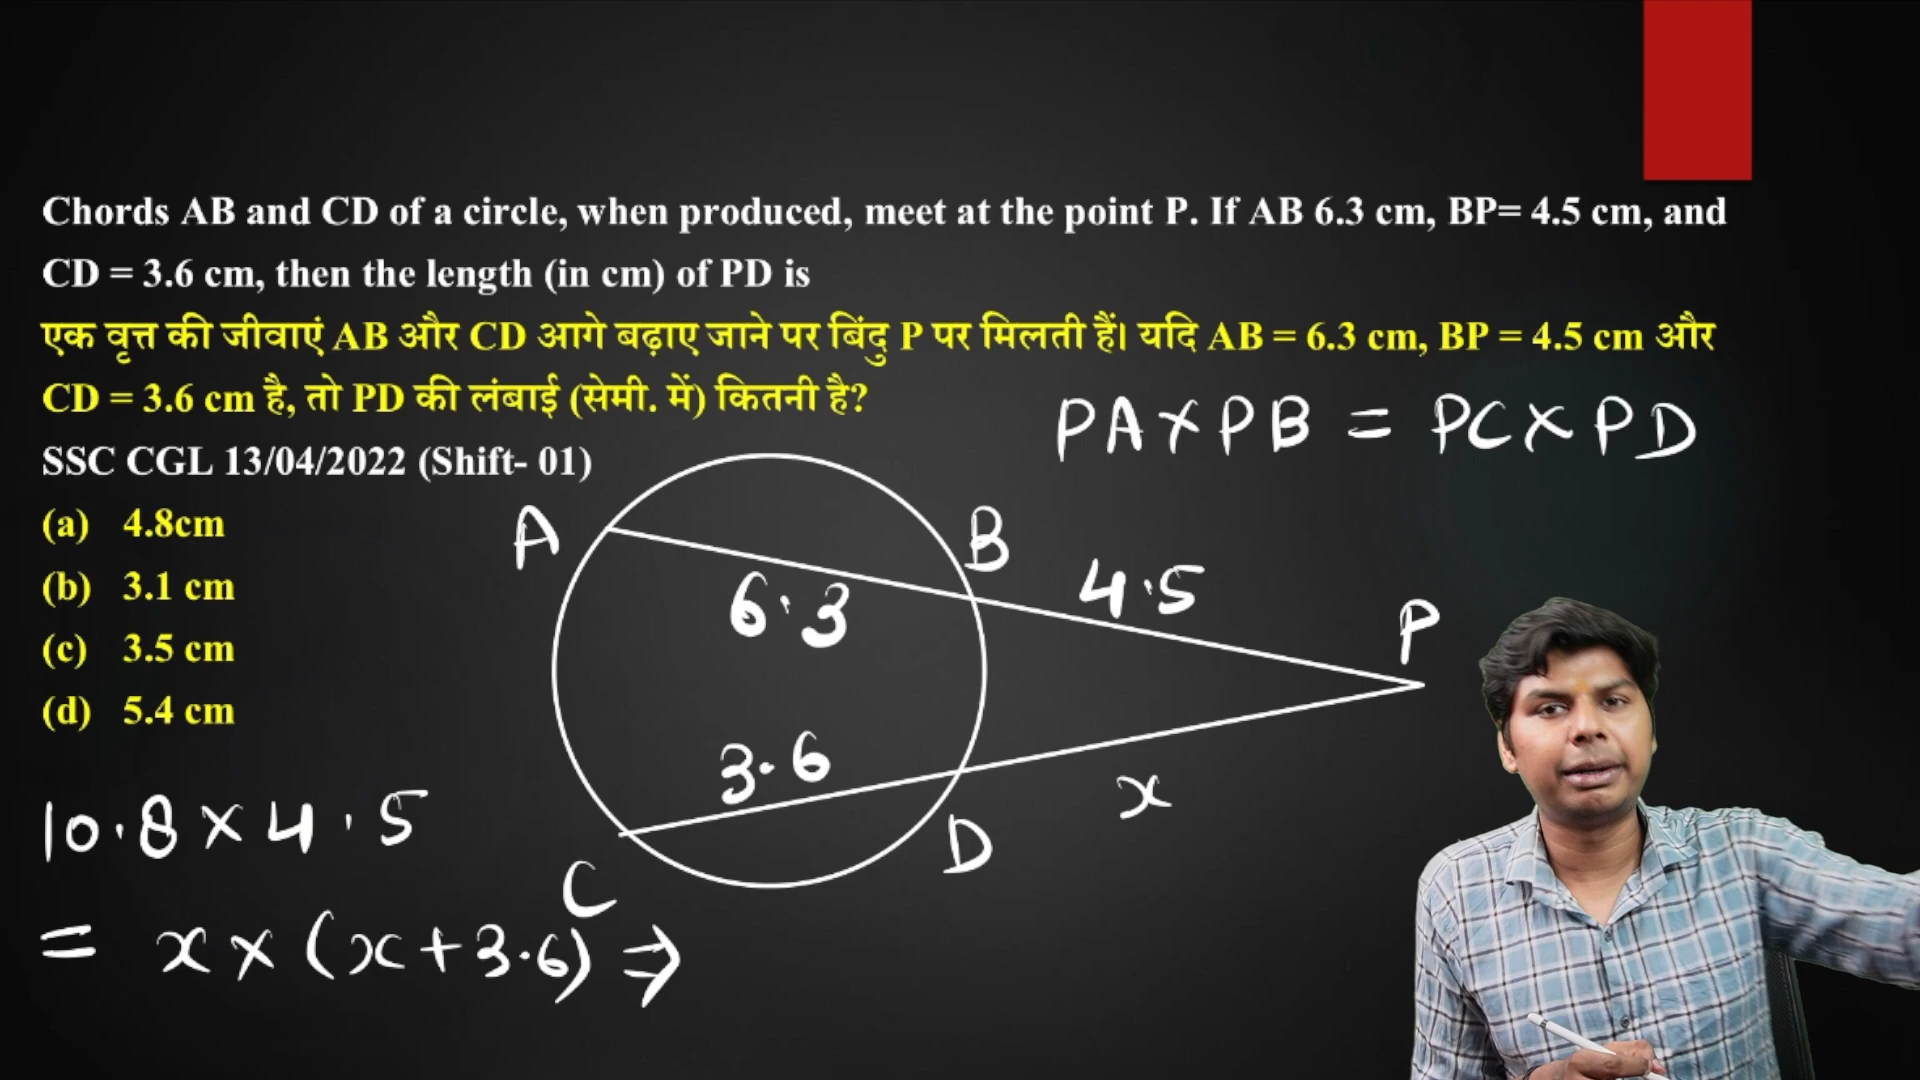 Chords AB and CD of a circle, when produced, meet at the point P. If AB 6.3 cm, BP= 4.5 cm, and
CD = 3.6 cm, then the length (in cm) of PD is
एक वृत्त की जीवाएं AB और CD आगे बढ़ाए जाने पर बिंदु P पर मिलती हैं। यदि AB = 6.3 cm, BP = 4.5 cm और
CD = 3.6 cm है, तो PD की लंबाई (सेमी. में) कितनी है?
PA×PB = PC×PD
SSC CGL 13/04/2022 (Shift- 01)
(a) 4.8cm
(b) 3.1 cm
(c) 3.5 cm
(d) 5.4 cm
A
B
6.3
4.5
P
3.6
x
D
C
10.8×4.5
= x×(x+3.6) ⇒